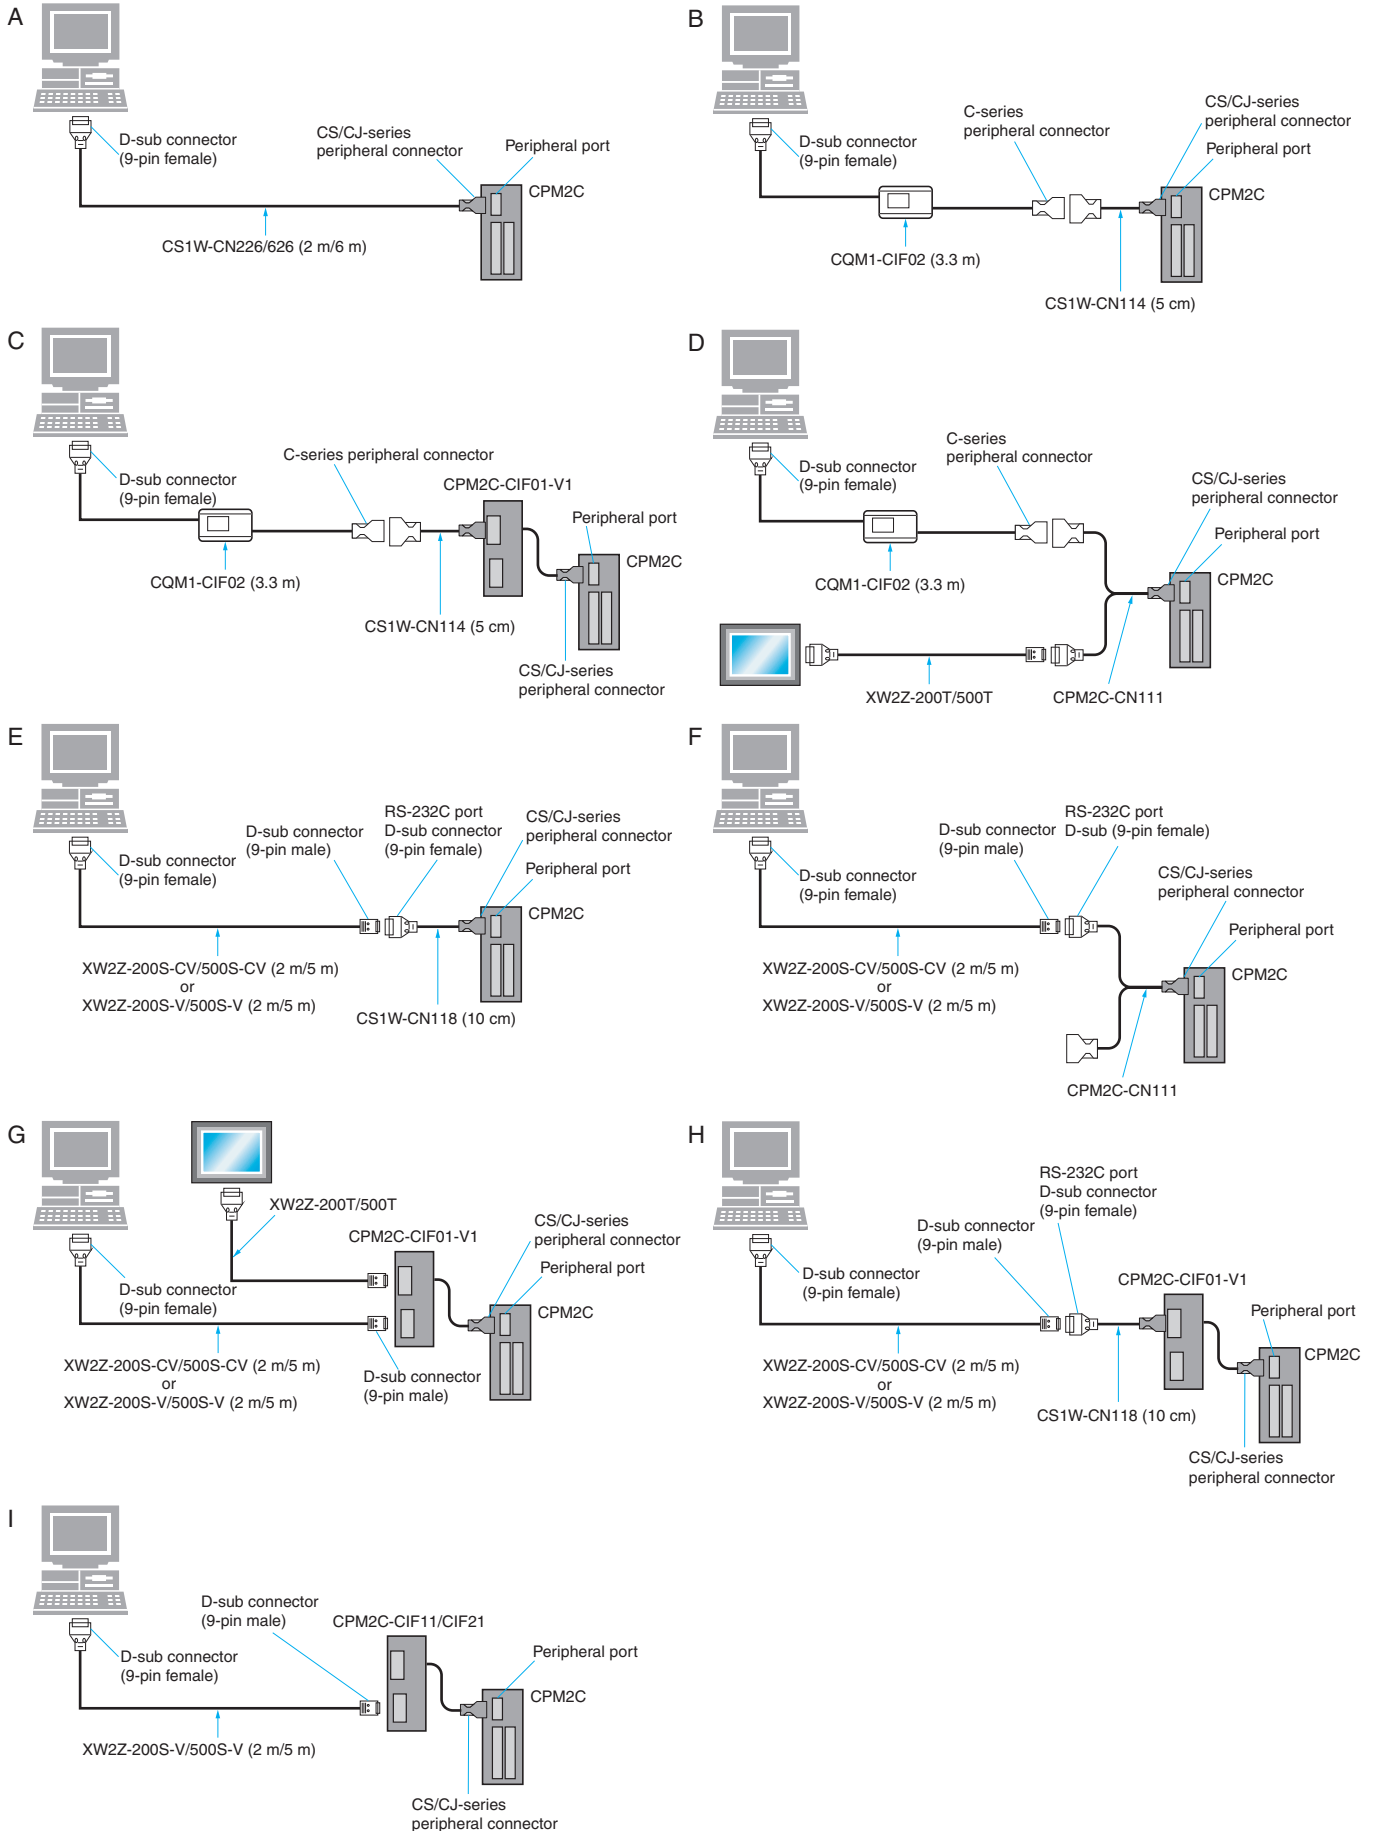 A
D-sub connector
(9-pin female)
CS/CJ-series
peripheral connector
Peripheral port
CPM2C
CS1W-CN226/626 (2 m/6 m)
B
D-sub connector
(9-pin female)
C-series
peripheral connector
CS/CJ-series
peripheral connector
Peripheral port
CPM2C
CQM1-CIF02 (3.3 m)
CS1W-CN114 (5 cm)
C
D-sub connector
(9-pin female)
C-series peripheral connector
CPM2C-CIF01-V1
Peripheral port
CPM2C
CQM1-CIF02 (3.3 m)
CS1W-CN114 (5 cm)
CS/CJ-series
peripheral connector
D
D-sub connector
(9-pin female)
C-series
peripheral connector
CS/CJ-series
peripheral connector
Peripheral port
CPM2C
CQM1-CIF02 (3.3 m)
XW2Z-200T/500T
CPM2C-CN111
E
D-sub connector
(9-pin female)
D-sub connector
(9-pin male)
RS-232C port
D-sub connector
(9-pin female)
CS/CJ-series
peripheral connector
Peripheral port
CPM2C
XW2Z-200S-CV/500S-CV (2 m/5 m)
or
XW2Z-200S-V/500S-V (2 m/5 m)
CS1W-CN118 (10 cm)
F
D-sub connector
(9-pin female)
D-sub connector
(9-pin male)
RS-232C port
D-sub (9-pin female)
CS/CJ-series
peripheral connector
Peripheral port
CPM2C
XW2Z-200S-CV/500S-CV (2 m/5 m)
or
XW2Z-200S-V/500S-V (2 m/5 m)
CPM2C-CN111
G
XW2Z-200T/500T
CPM2C-CIF01-V1
CS/CJ-series
peripheral connector
Peripheral port
CPM2C
D-sub connector
(9-pin female)
XW2Z-200S-CV/500S-CV (2 m/5 m)
or
XW2Z-200S-V/500S-V (2 m/5 m)
D-sub connector
(9-pin male)
H
RS-232C port
D-sub connector
(9-pin female)
D-sub connector
(9-pin male)
D-sub connector
(9-pin female)
CPM2C-CIF01-V1
Peripheral port
CPM2C
XW2Z-200S-CV/500S-CV (2 m/5 m)
or
XW2Z-200S-V/500S-V (2 m/5 m)
CS1W-CN118 (10 cm)
CS/CJ-series
peripheral connector
I
D-sub connector
(9-pin male)
CPM2C-CIF11/CIF21
D-sub connector
(9-pin female)
Peripheral port
CPM2C
XW2Z-200S-V/500S-V (2 m/5 m)
CS/CJ-series
peripheral connector